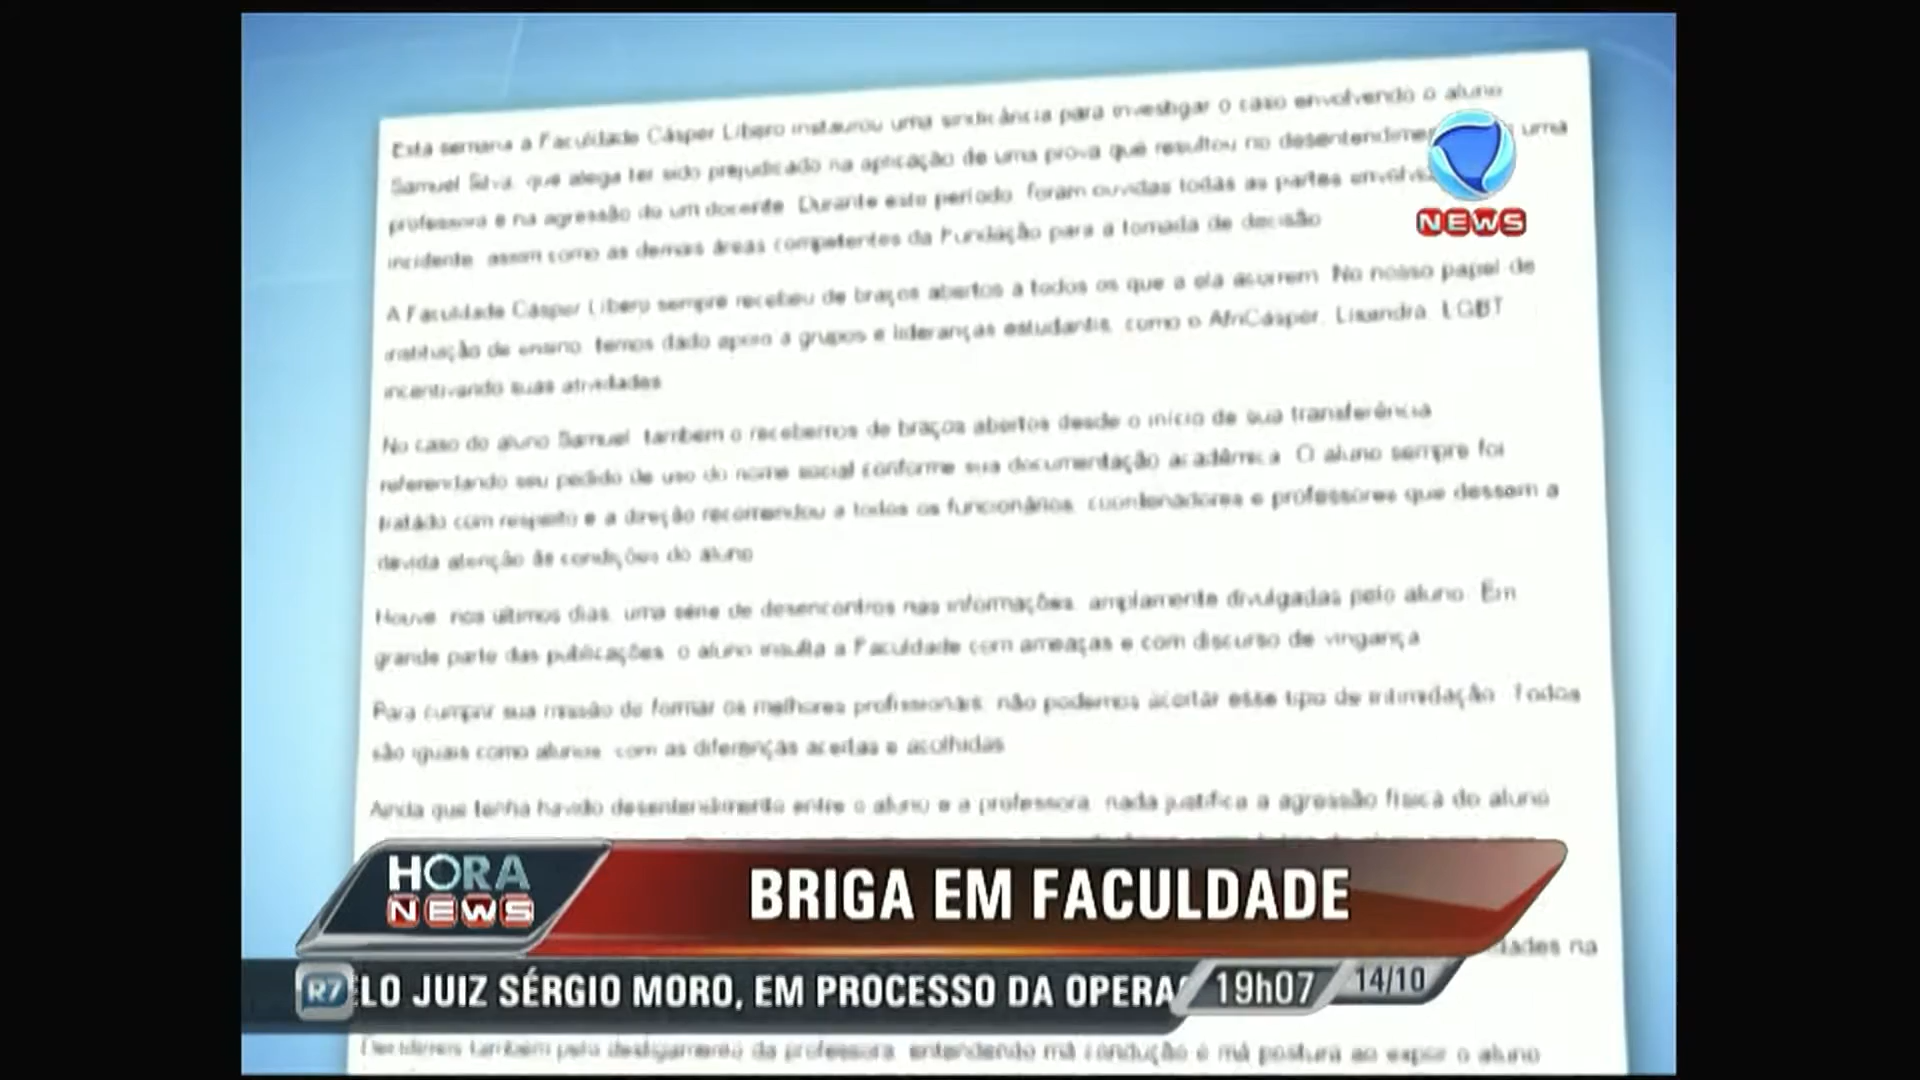 Esta semana a Faculdade Cásper Líbero instaurou uma sindicância para investigar o caso envolvendo o aluno
Samuel Silva, que alega ter sido prejudicado na aplicação de uma prova que resultou no desentendime uma
professora e na agressão do um docente. Durante este período, foram ouvidas todas as partes envolvi
incidente, assim como as demais áreas competentes da Fundação para a tomada de decisão
NEWS
A Faculdade Cásper Líbero sempre recebeu de braços abertos a todos os que a ela acorrem. No nosso papel de
instituição de ensino, temos dado apoio a grupos e lideranças estudantis, como o AfriCásper, Lisandra, LGBT
incentivando suas atividades
No caso do aluno Samuel, também o recebemos de braços abertos desde o início de sua transferência
referendando seu pedido de uso do nome social conforme sua documentação acadêmica. O aluno sempre foi
tratado com respeito e a direção recomendou a todos os funcionários, coordenadores e professores que dessem a
devida atenção às condições do aluno
Houve, nos últimos dias, uma série de desencontros nas informações, amplamente divulgadas pelo aluno. Em
grande parte das publicações, o aluno insulta a Faculdade com ameaças e com discurso de vingança
Para cumprir sua missão de formar os melhores profissionais, não podemos aceitar esse tipo de intimidação. Todos
são iguais como alunos, com as diferenças aceitas e acolhidas
Ainda que tenha havido desentendimento entre o aluno e a professora, nada justifica a agressão física do aluno
HORA
NEWS
BRIGA EM FACULDADE
dades na
R7 ELO JUIZ SÉRGIO MORO, EM PROCESSO DA OPERA 19h07 14/10
Decidimos também pelo desligamento da professora, entendendo má condução e má postura ao expor o aluno